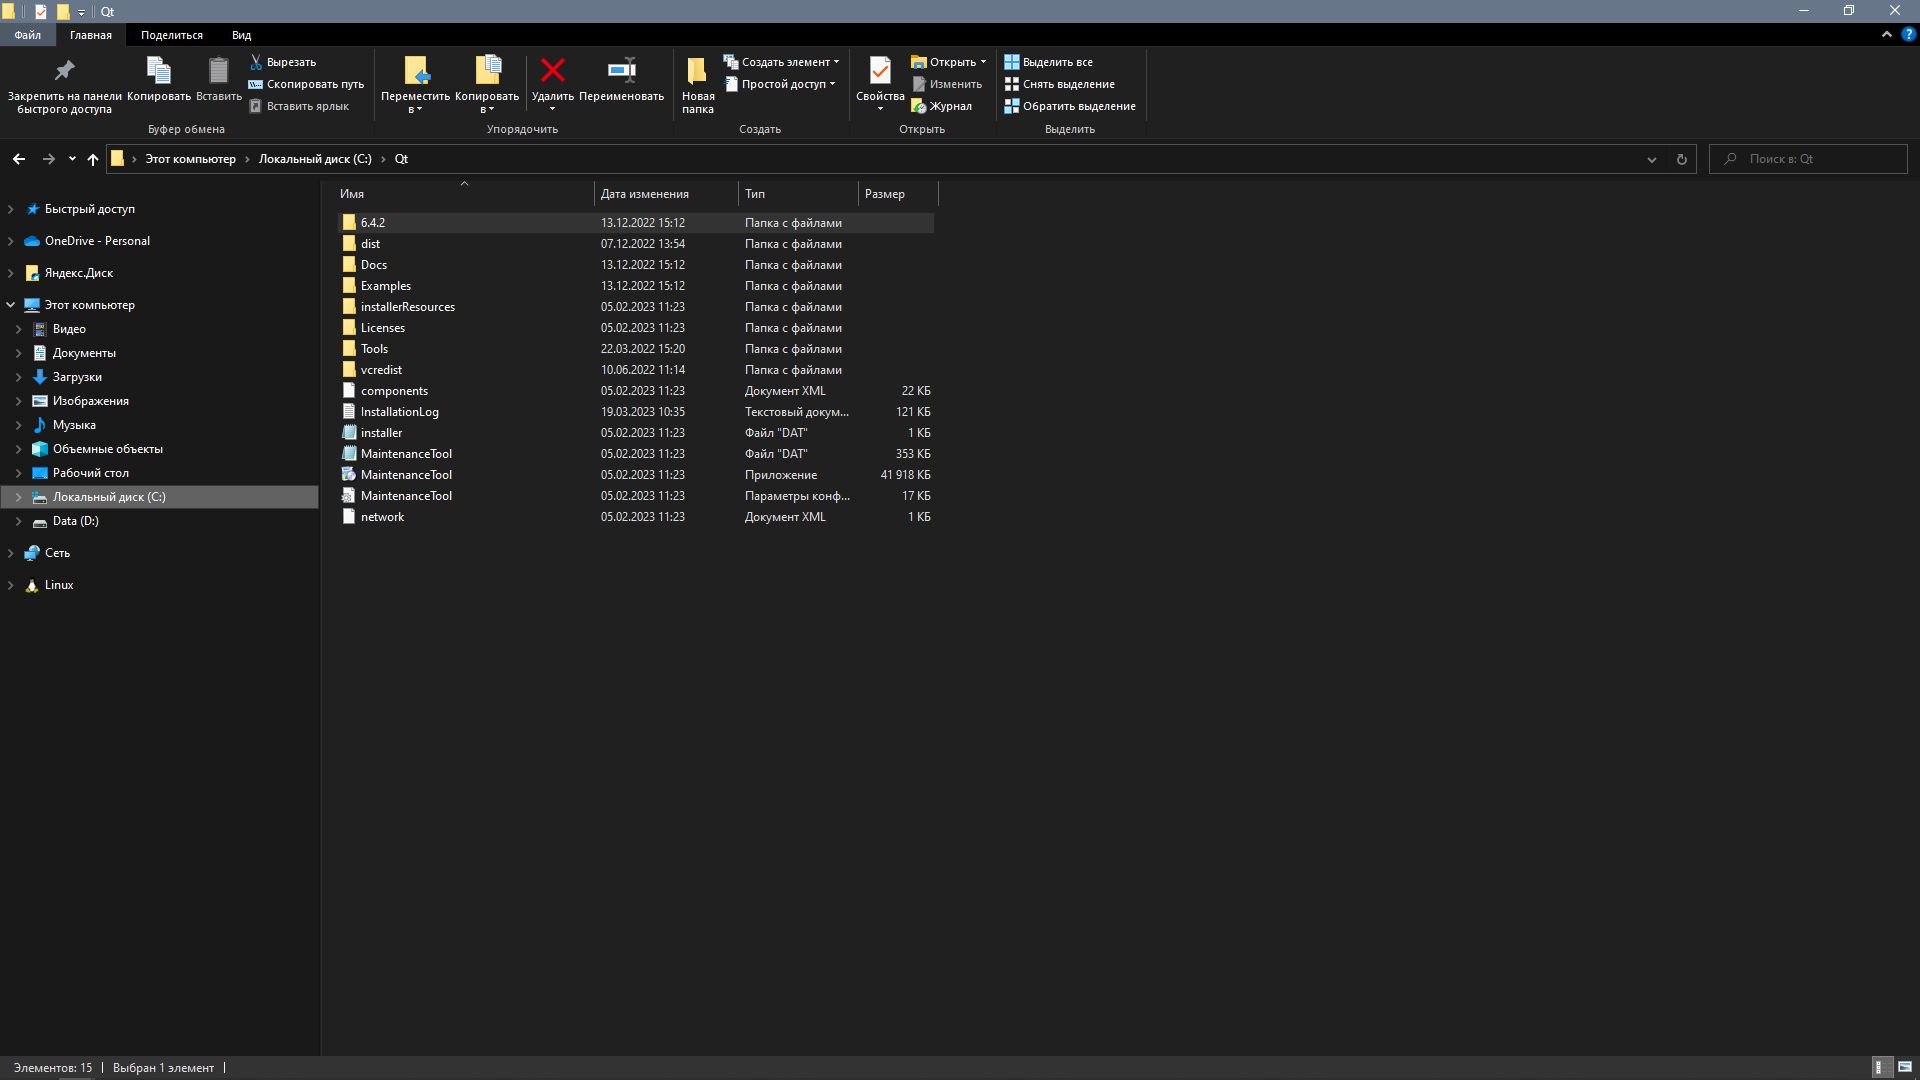 Qt
Файл Главная Поделиться Вид
Закрепить на панели быстрого доступа
Копировать
Вставить
Вырезать
Скопировать путь
Вставить ярлык
Буфер обмена
Переместить в
Копировать в
Удалить
Переименовать
Упорядочить
Новая папка
Создать элемент
Простой доступ
Создать
Свойства
Открыть
Изменить
Журнал
Открыть
Выделить все
Снять выделение
Обратить выделение
Выделить
Этот компьютер Локальный диск (C:) Qt
Поиск в: Qt
Быстрый доступ
OneDrive - Personal
Яндекс.Диск
Этот компьютер
Видео
Документы
Загрузки
Изображения
Музыка
Объемные объекты
Рабочий стол
Локальный диск (C:)
Data (D:)
Сеть
Linux
Имя Дата изменения Тип Размер
6.4.2 13.12.2022 15:12 Папка с файлами
dist 07.12.2022 13:54 Папка с файлами
Docs 13.12.2022 15:12 Папка с файлами
Examples 13.12.2022 15:12 Папка с файлами
installerResources 05.02.2023 11:23 Папка с файлами
Licenses 05.02.2023 11:23 Папка с файлами
Tools 22.03.2022 15:20 Папка с файлами
vcredist 10.06.2022 11:14 Папка с файлами
components 05.02.2023 11:23 Документ XML 22 КБ
InstallationLog 19.03.2023 10:35 Текстовый докум... 121 КБ
installer 05.02.2023 11:23 Файл "DAT" 1 КБ
MaintenanceTool 05.02.2023 11:23 Файл "DAT" 353 КБ
MaintenanceTool 05.02.2023 11:23 Приложение 41 918 КБ
MaintenanceTool 05.02.2023 11:23 Параметры конф... 17 КБ
network 05.02.2023 11:23 Документ XML 1 КБ
Элементов: 15 Выбран 1 элемент